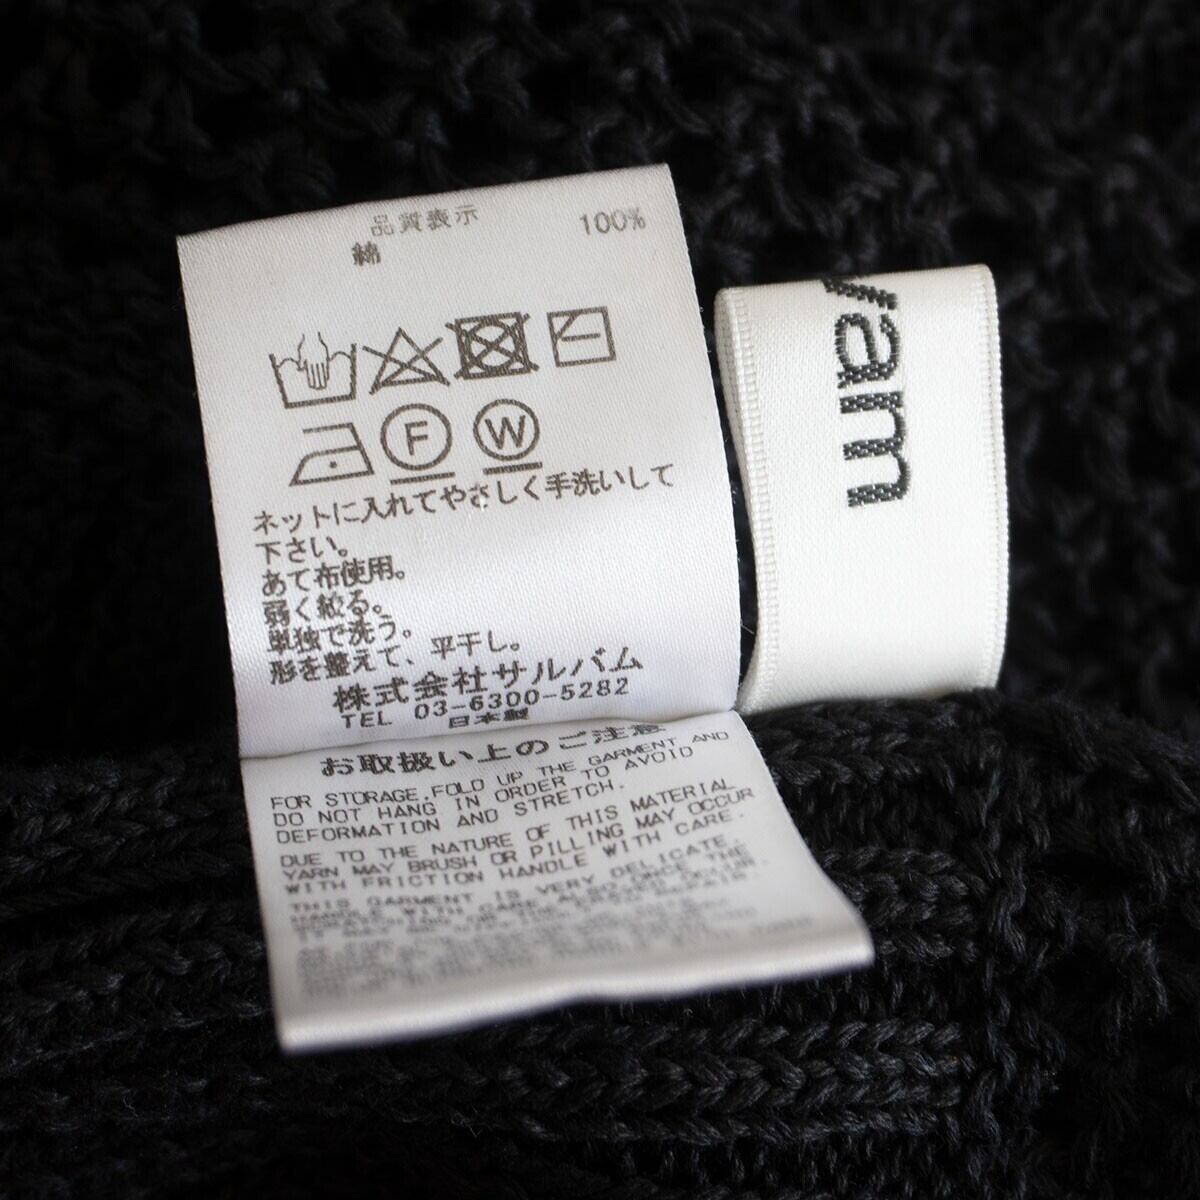 品質表示
綿 100%
F W
ネットに入れてやさしく手洗いして
下さい。
あて布使用。
弱く絞る。
単独で洗う。
形を整えて、平干し。
株式会社サルバム
TEL 03-6300-5282
日本製
お取扱い上のご注意
FOR STORAGE,FOLD UP THE GARMENT AND
DO NOT HANG IN ORDER TO AVOID
DEFORMATION AND STRETCH.
DUE TO THE NATURE OF THIS MATERIAL
YARN MAY BRUSH OR PILLING MAY OCCUR
WITH FRICTION HANDLE WITH CARE.
THIS GARMENT IS VERY DELICATE.
HANDLE WITH CARE
vam